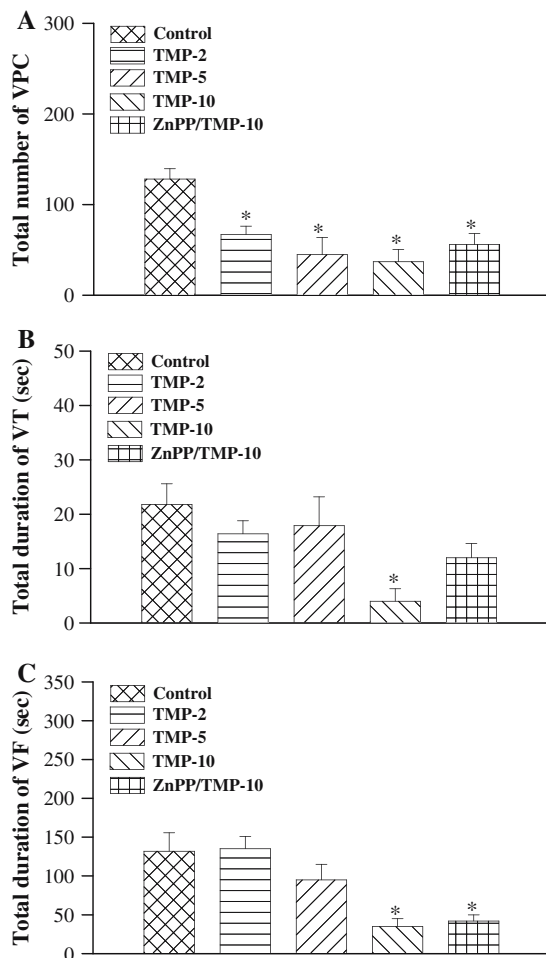 A
Total number of VPC
300
200
100
0
Control
TMP-2
TMP-5
TMP-10
ZnPP/TMP-10
*
*
*
*
B
Total duration of VT (sec)
50
40
30
20
10
0
Control
TMP-2
TMP-5
TMP-10
ZnPP/TMP-10
*
C
Total duration of VF (sec)
350
300
250
200
150
100
50
0
Control
TMP-2
TMP-5
TMP-10
ZnPP/TMP-10
*
*